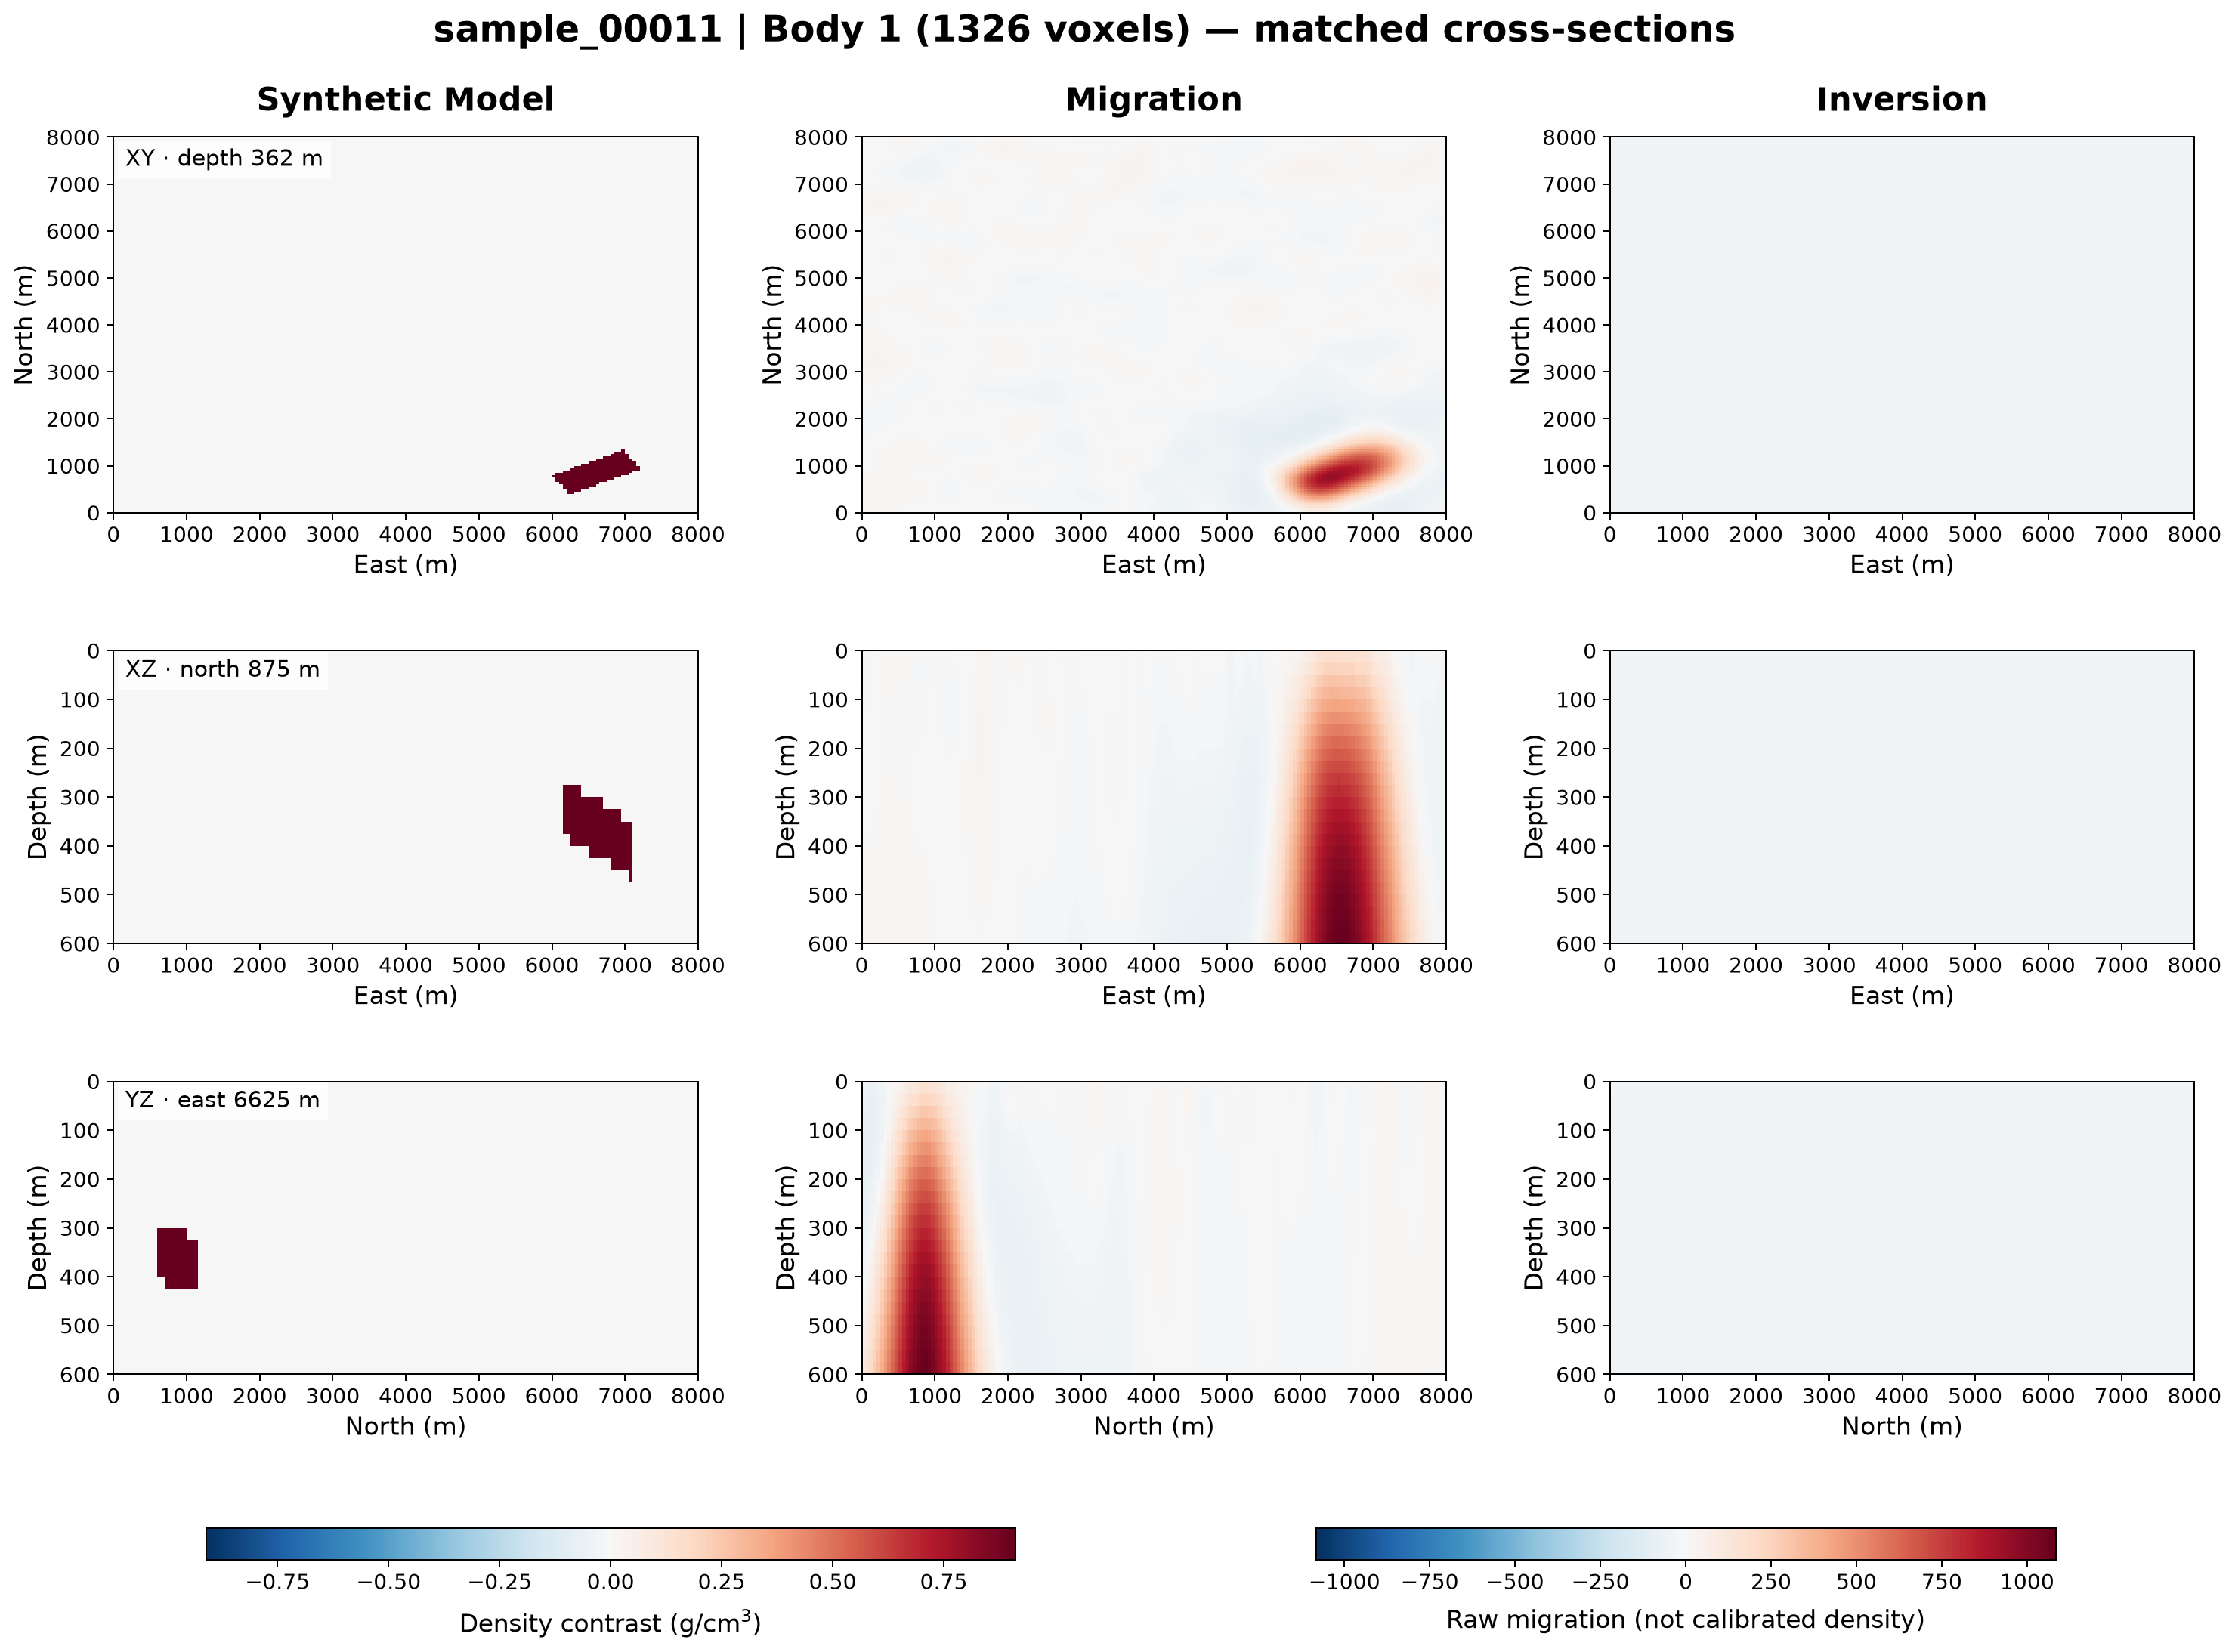 sample_00011 | Body 1 (1326 voxels) — matched cross-sections
Synthetic Model
Migration
Inversion
XY · depth 362 m
8000
7000
6000
5000
4000
3000
2000
1000
0
North (m)
0 1000 2000 3000 4000 5000 6000 7000 8000
East (m)
8000
7000
6000
5000
4000
3000
2000
1000
0
North (m)
0 1000 2000 3000 4000 5000 6000 7000 8000
East (m)
8000
7000
6000
5000
4000
3000
2000
1000
0
North (m)
0 1000 2000 3000 4000 5000 6000 7000 8000
East (m)
XZ · north 875 m
0
100
200
300
400
500
600
Depth (m)
0 1000 2000 3000 4000 5000 6000 7000 8000
East (m)
0
100
200
300
400
500
600
Depth (m)
0 1000 2000 3000 4000 5000 6000 7000 8000
East (m)
0
100
200
300
400
500
600
Depth (m)
0 1000 2000 3000 4000 5000 6000 7000 8000
East (m)
YZ · east 6625 m
0
100
200
300
400
500
600
Depth (m)
0 1000 2000 3000 4000 5000 6000 7000 8000
North (m)
0
100
200
300
400
500
600
Depth (m)
0 1000 2000 3000 4000 5000 6000 7000 8000
North (m)
0
100
200
300
400
500
600
Depth (m)
0 1000 2000 3000 4000 5000 6000 7000 8000
North (m)
−0.75 −0.50 −0.25 0.00 0.25 0.50 0.75
Density contrast (g/cm³)
−1000 −750 −500 −250 0 250 500 750 1000
Raw migration (not calibrated density)